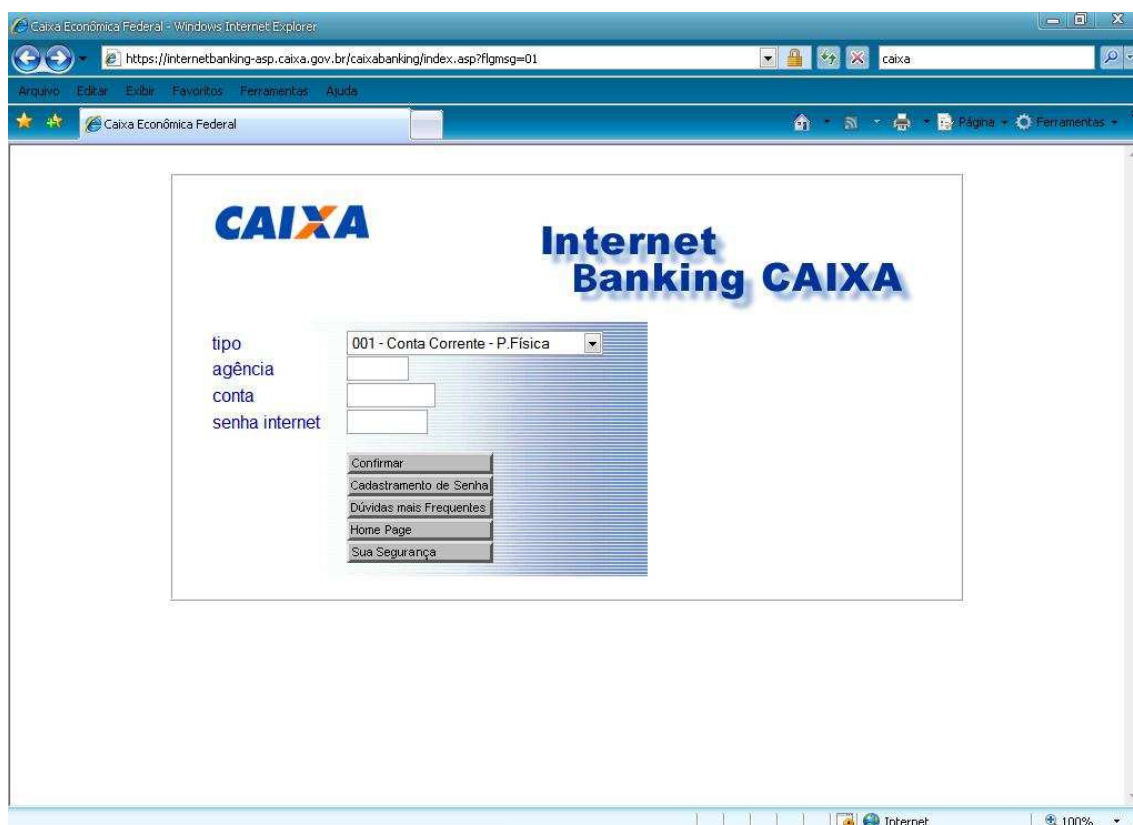 Caixa Econômica Federal - Windows Internet Explorer
https://internetbanking-asp.caixa.gov.br/caixabanking/index.asp?flgmsg=01
caixa
Arquivo Editar Exibir Favoritos Ferramentas Ajuda
Caixa Econômica Federal
Página
Ferramentas
CAIXA
Internet
Banking CAIXA
tipo
001 - Conta Corrente - P.Física
agência
conta
senha internet
Confirmar
Cadastramento de Senha
Dúvidas mais Frequentes
Home Page
Sua Segurança
Internet
100%